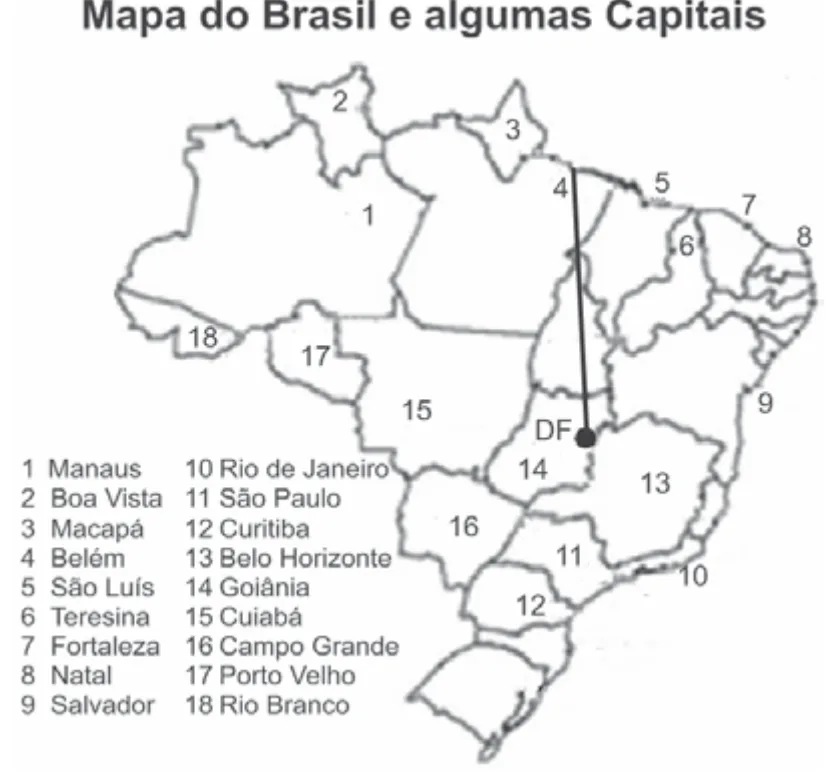 Mapa do Brasil e algumas Capitais
2
3
4
5
1
7
8
6
18
17
15
9
DF
14
13
16
11
10
12
1 Manaus
2 Boa Vista
3 Macapá
4 Belém
5 São Luís
6 Teresina
7 Fortaleza
8 Natal
9 Salvador
10 Rio de Janeiro
11 São Paulo
12 Curitiba
13 Belo Horizonte
14 Goiânia
15 Cuiabá
16 Campo Grande
17 Porto Velho
18 Rio Branco